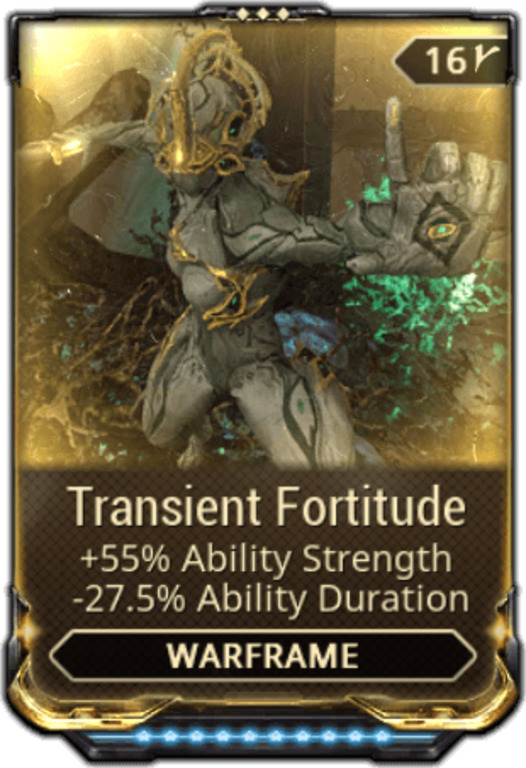 16
Transient Fortitude
+55% Ability Strength
-27.5% Ability Duration
WARFRAME